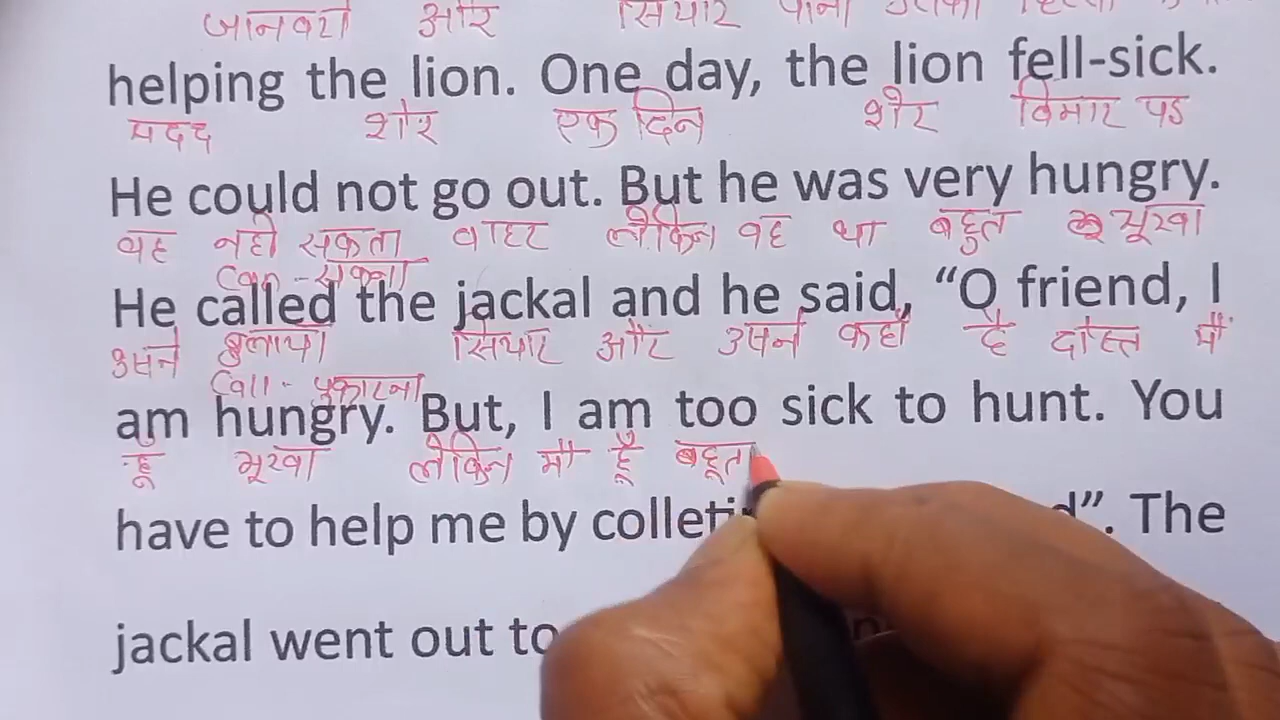 जानवरो और सियार
helping the lion. One day, the lion fell-sick.
मदद शेर एक दिन शेर बिमार पड
He could not go out. But he was very hungry.
वह नही सकता बाहर लेकिन वह था बहुत भूखा
Can - सकना
He called the jackal and he said, “O friend, I
उसने बुलाया सियार और उसने कहाँ हे दोस्त मैं
Call - पुकारना
am hungry. But, I am too sick to hunt. You
हूँ भूखा लेकिन मैं हूँ बहूत
have to help me by The
jackal went out to